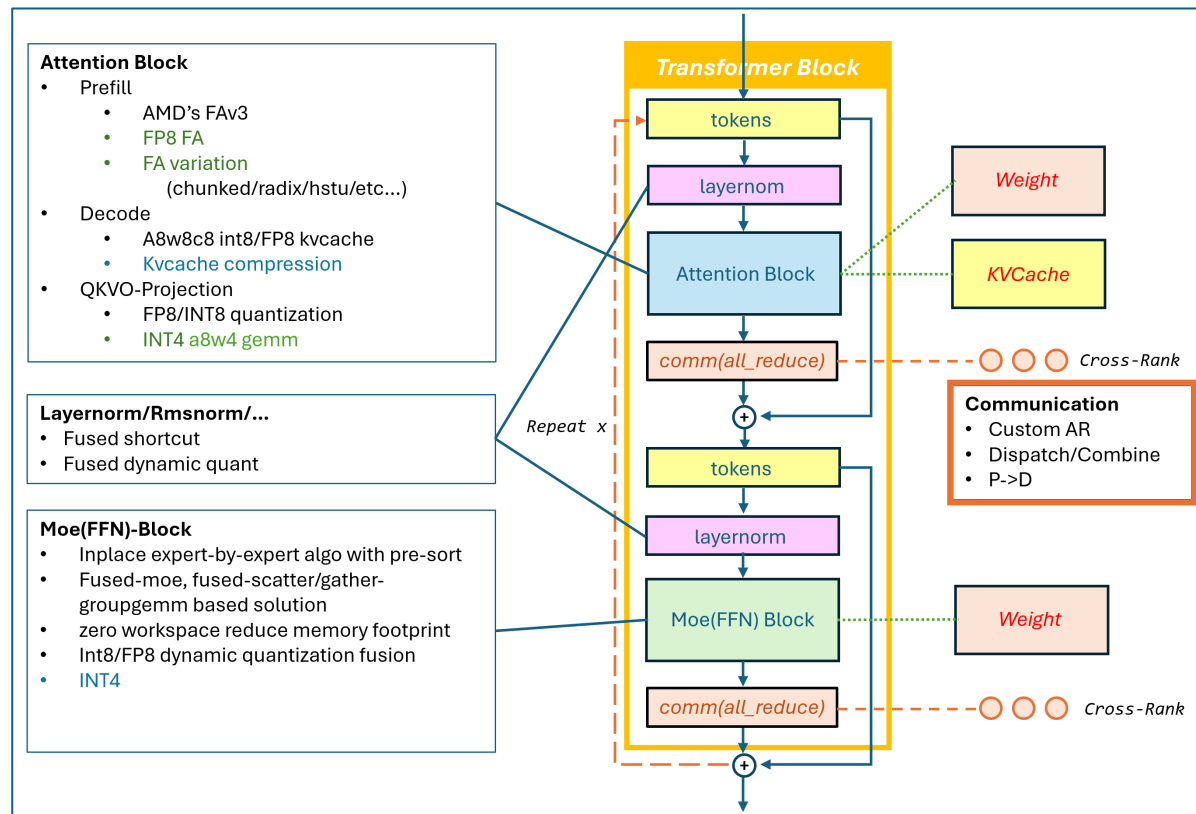 Attention Block
• Prefill
• AMD's FAv3
• FP8 FA
• FA variation
(chunked/radix/hstu/etc...)
• Decode
• A8w8c8 int8/FP8 kvcache
• Kvcache compression
• QKVO-Projection
• FP8/INT8 quantization
• INT4 a8w4 gemm
Layernorm/Rmsnorm/...
• Fused shortcut
• Fused dynamic quant
Moe(FFN)-Block
• Inplace expert-by-expert algo with pre-sort
• Fused-moe, fused-scatter/gather-
groupgemm based solution
• zero workspace reduce memory footprint
• Int8/FP8 dynamic quantization fusion
• INT4
Repeat x
Transformer Block
tokens
layernom
Attention Block
comm(all_reduce)
+
tokens
layernorm
Moe(FFN) Block
comm(all_reduce)
+
Weight
KVCache
Cross-Rank
Communication
• Custom AR
• Dispatch/Combine
• P->D
Weight
Cross-Rank